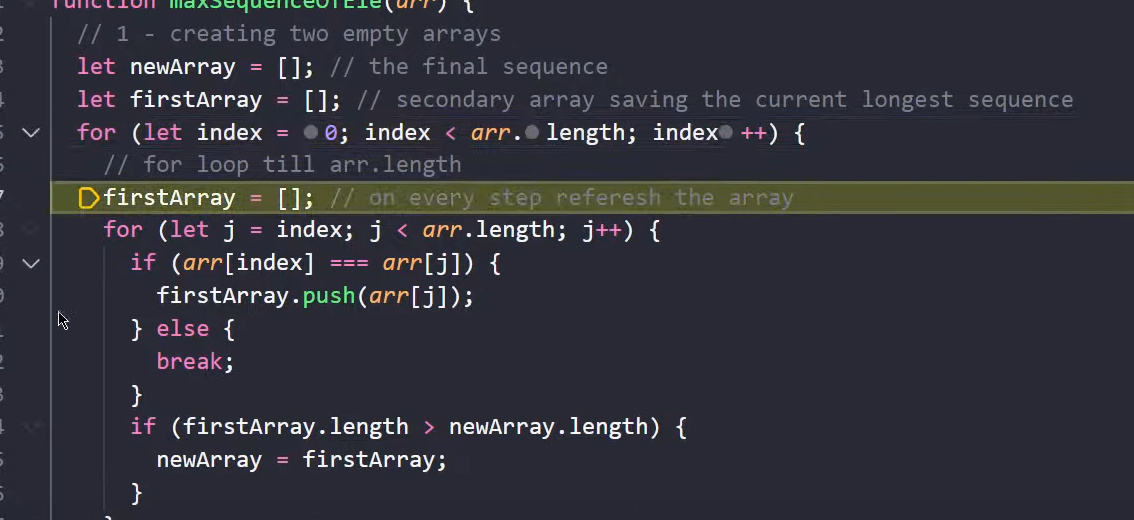 function maxSequenceOfEle(arr) {
// 1 - creating two empty arrays
let newArray = []; // the final sequence
let firstArray = []; // secondary array saving the current longest sequence
for (let index = 0; index < arr.length; index++) {
// for loop till arr.length
firstArray = []; // on every step referesh the array
for (let j = index; j < arr.length; j++) {
if (arr[index] === arr[j]) {
firstArray.push(arr[j]);
} else {
break;
}
if (firstArray.length > newArray.length) {
newArray = firstArray;
}